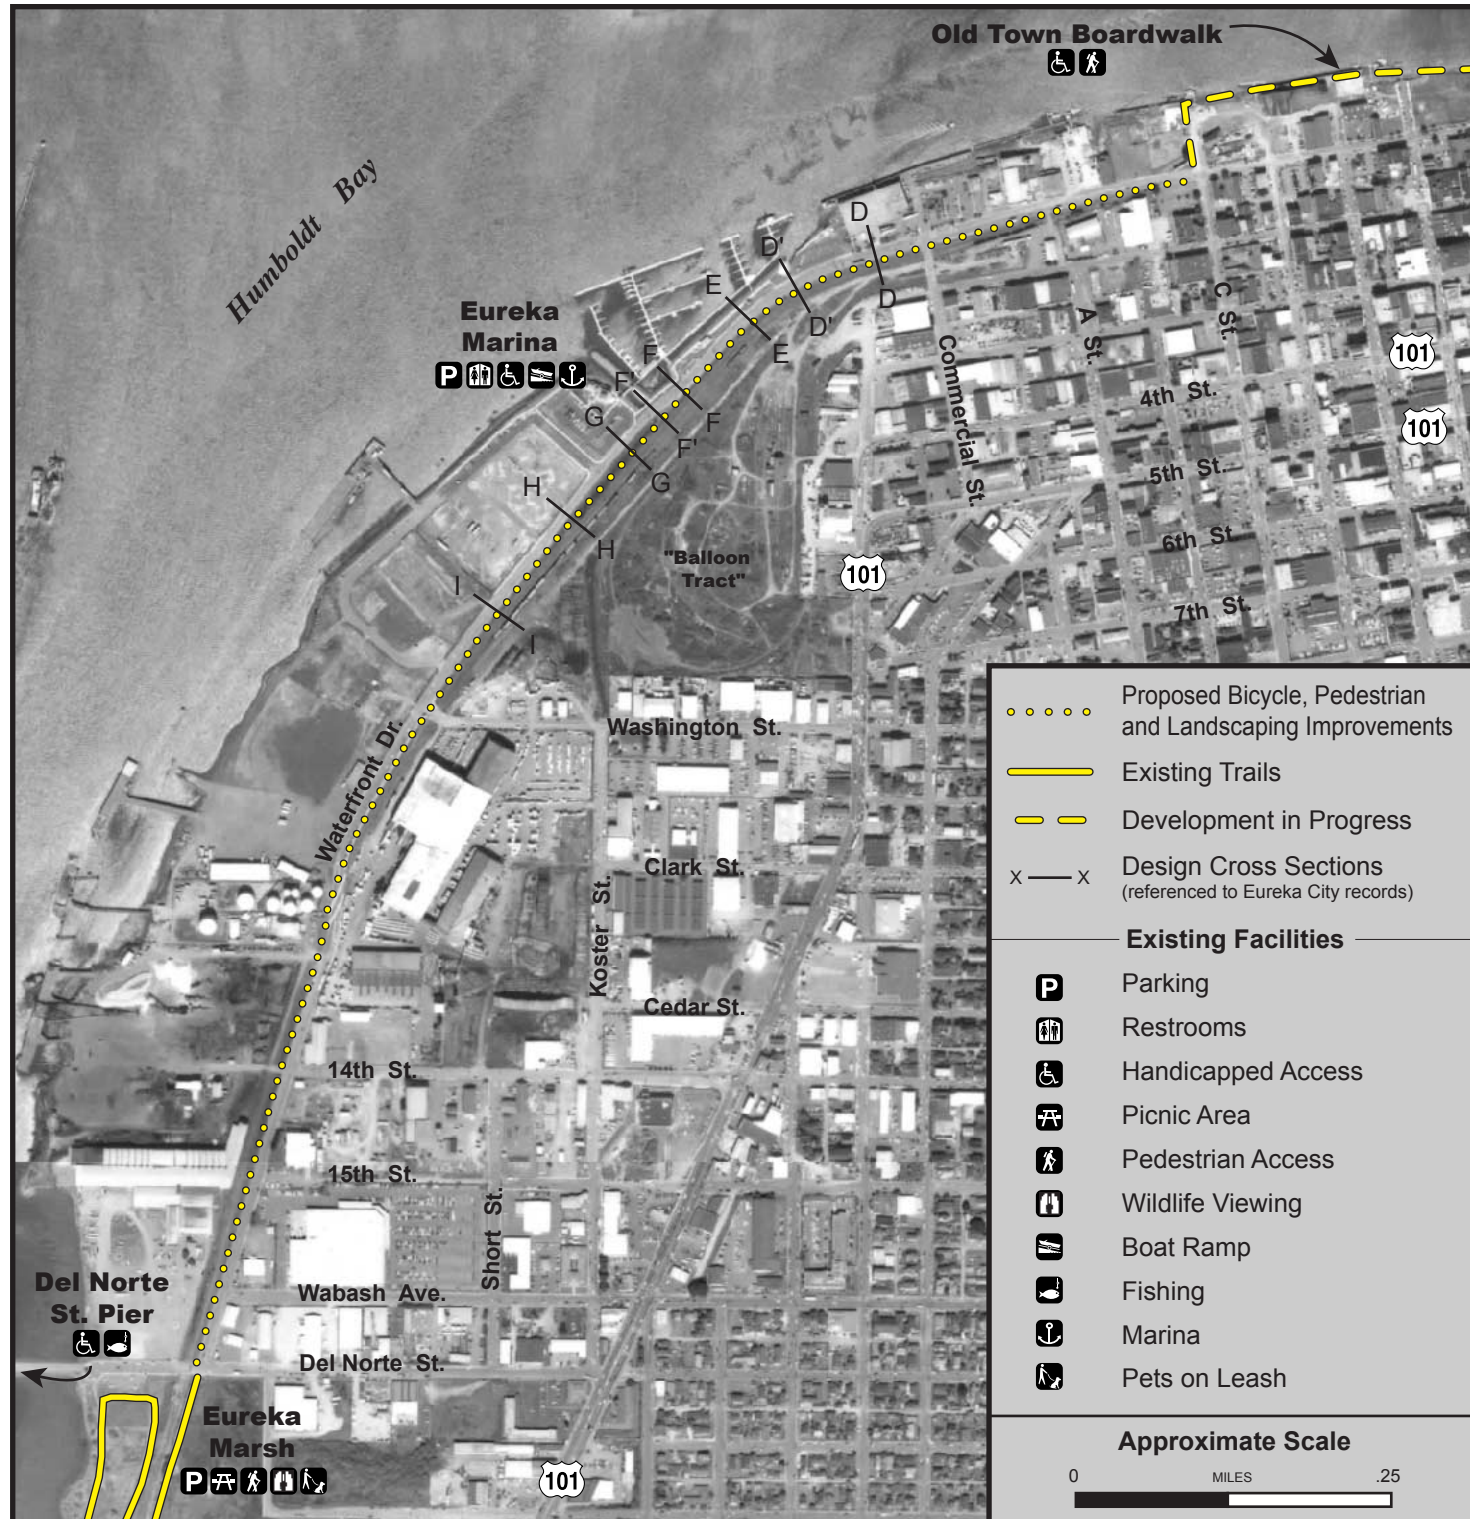 Old Town Boardwalk
Humboldt Bay
D
D'
D
E
D'
C St.
A St.
Eureka
Marina
P
F
E
Commercial St.
101
F'
G
F
4th St.
F'
101
G
5th St.
H
H
6th St
"Balloon
Tract"
101
I
7th St.
I
Washington St.
Waterfront Dr.
Clark St.
Koster St.
Cedar St.
14th St.
15th St.
Short St.
Del Norte
St. Pier
Wabash Ave.
Del Norte St.
Eureka
Marsh
P
101
Proposed Bicycle, Pedestrian
and Landscaping Improvements
Existing Trails
Development in Progress
X X Design Cross Sections
(referenced to Eureka City records)
Existing Facilities
P Parking
Restrooms
Handicapped Access
Picnic Area
Pedestrian Access
Wildlife Viewing
Boat Ramp
Fishing
Marina
Pets on Leash
Approximate Scale
0 MILES .25